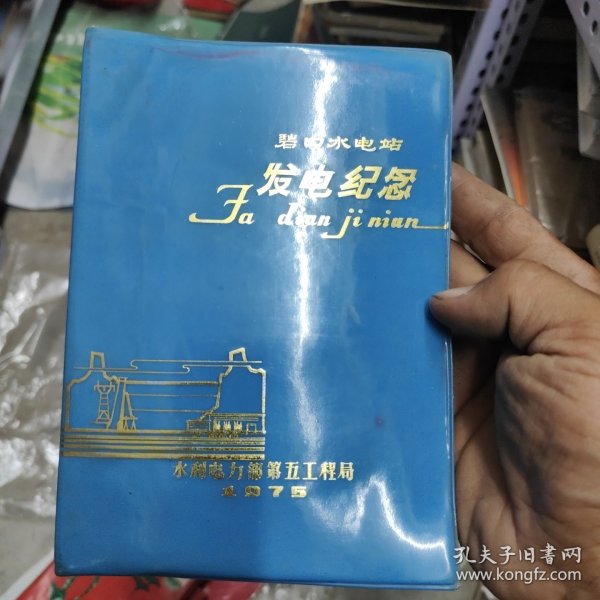 碧口水电站
发电纪念
Fa dian ji nian
水利电力部第五工程局
1975
孔夫子旧书网
www.kongfz.com